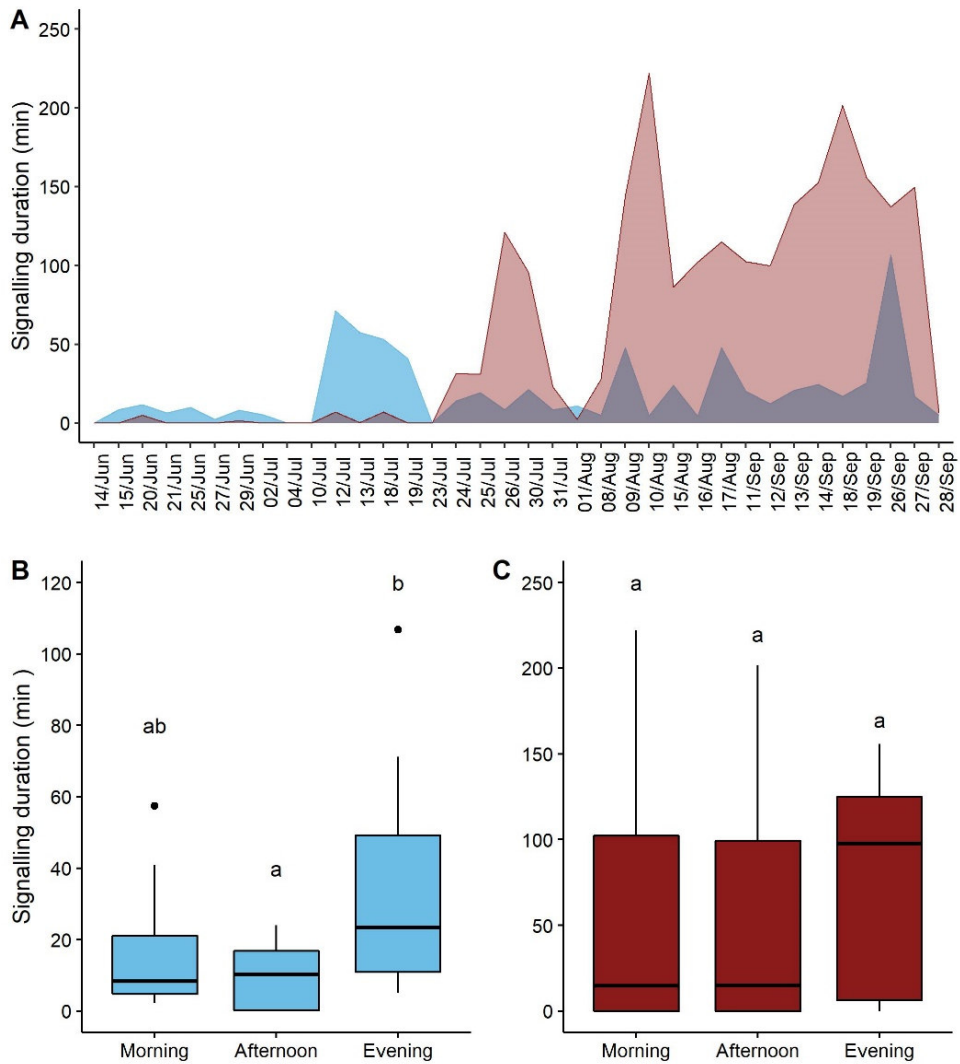 A
250
200
150
100
50
0
Signalling duration (min)
14/Jun
15/Jun
20/Jun
21/Jun
25/Jun
27/Jun
29/Jun
02/Jul
04/Jul
10/Jul
12/Jul
13/Jul
18/Jul
19/Jul
23/Jul
24/Jul
25/Jul
26/Jul
30/Jul
31/Jul
01/Aug
08/Aug
09/Aug
10/Aug
15/Aug
16/Aug
17/Aug
11/Sep
12/Sep
13/Sep
14/Sep
18/Sep
19/Sep
26/Sep
27/Sep
28/Sep
B
120
100
80
60
40
20
0
Signalling duration (min )
ab
a
b
Morning
Afternoon
Evening
C
250
200
150
100
50
0
a
a
a
Morning
Afternoon
Evening